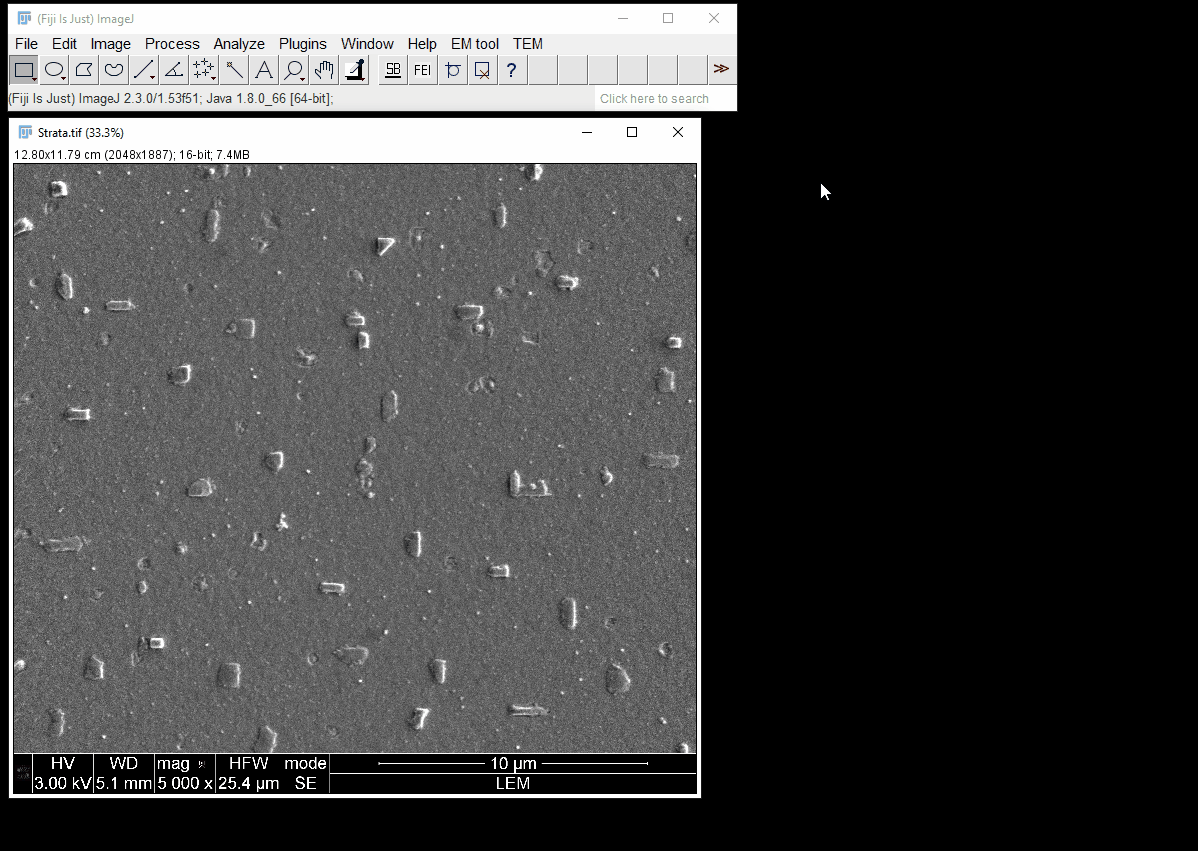 (Fiji Is Just) ImageJ
File Edit Image Process Analyze Plugins Window Help EM tool TEM
A SB FEI ? >>
(Fiji Is Just) ImageJ 2.3.0/1.53f51; Java 1.8.0_66 [64-bit]; Click here to search
Strata.tif (33.3%)
12.80x11.79 cm (2048x1887); 16-bit; 7.4MB
HV WD mag HFW mode 10 µm
3.00 kV 5.1 mm 5 000 x 25.4 µm SE LEM